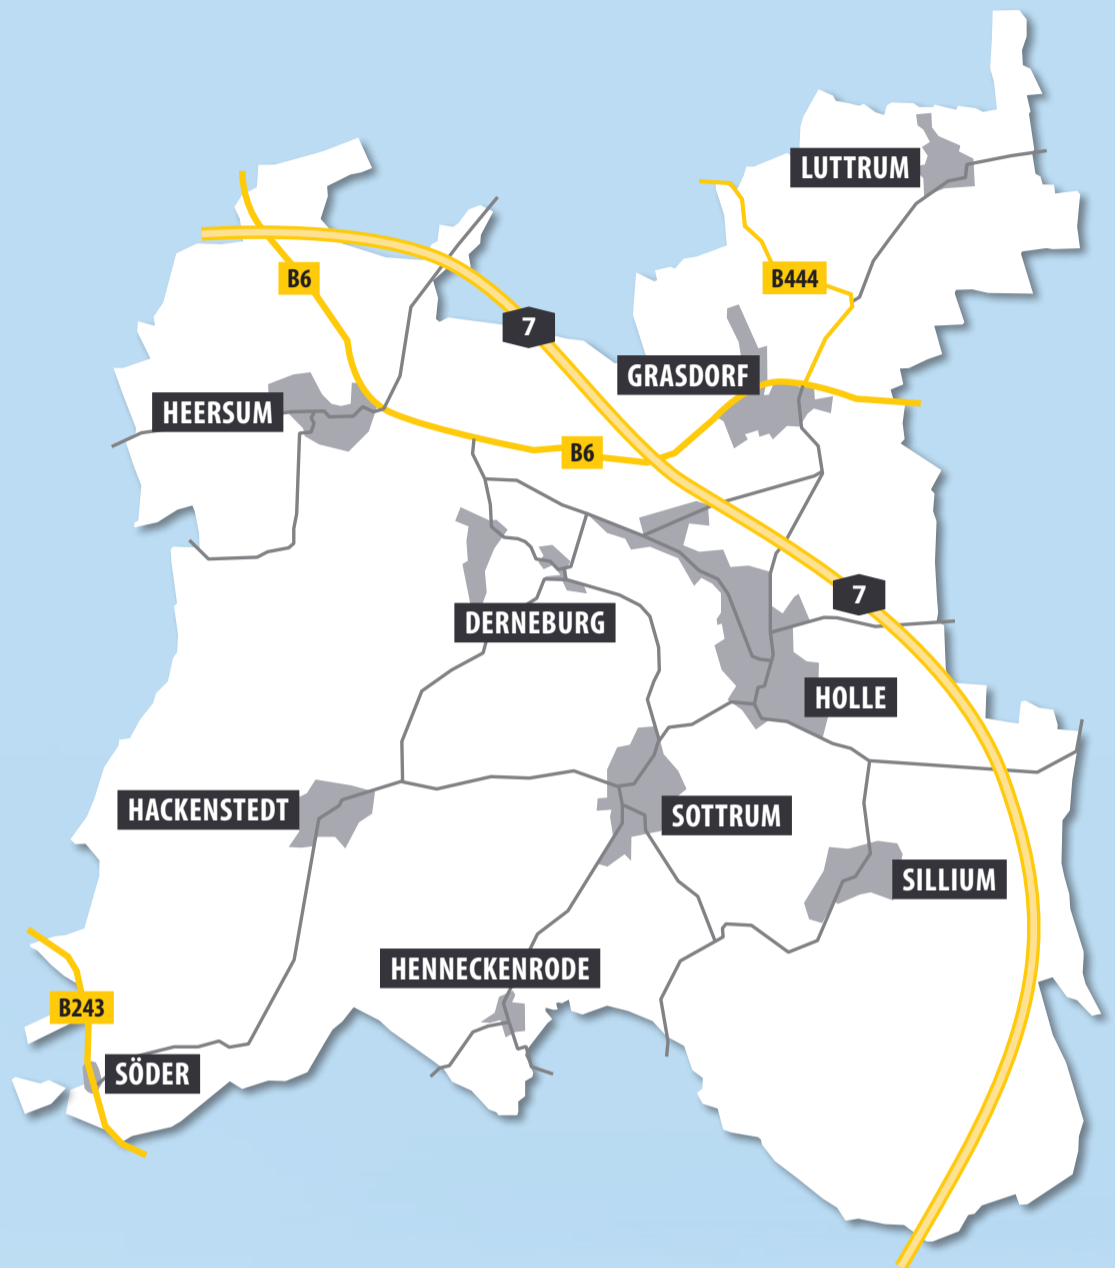 LUTTRUM
B6
B444
7
GRASDORF
HEERSUM
B6
7
DERNEBURG
HOLLE
HACKENSTEDT
SOTTRUM
SILLIUM
HENNECKENRODE
B243
SÖDER